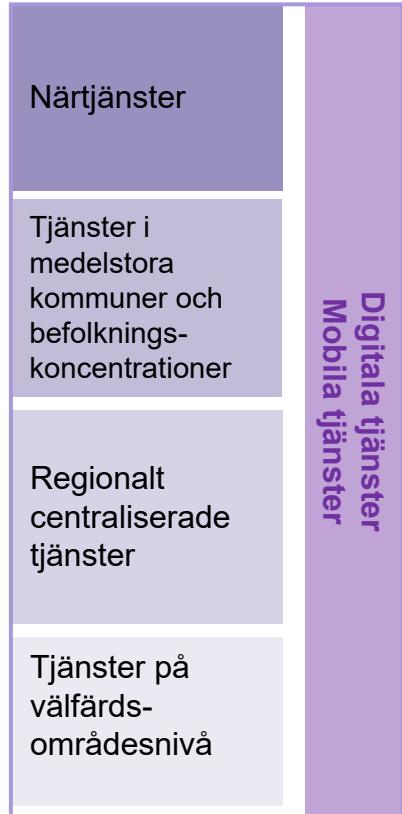 Närtjänster
Tjänster i
medelstora
kommuner och
befolknings-
koncentrationer
Regionalt
centraliserade
tjänster
Tjänster på
välfärds-
områdesnivå
Digitala tjänster
Mobila tjänster